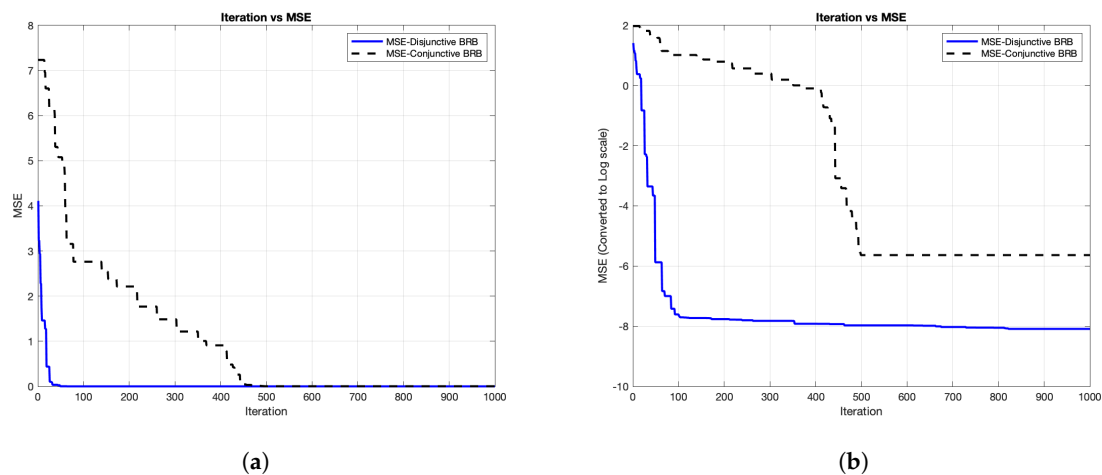 Iteration vs MSE
MSE-Disjunctive BRB
MSE-Conjunctive BRB
8
7
6
5
4
3
2
1
0
MSE
0 100 200 300 400 500 600 700 800 900 1000
Iteration
(a)
Iteration vs MSE
MSE-Disjunctive BRB
MSE-Conjunctive BRB
2
0
-2
-4
-6
-8
-10
MSE (Converted to Log scale)
0 100 200 300 400 500 600 700 800 900 1000
Iteration
(b)